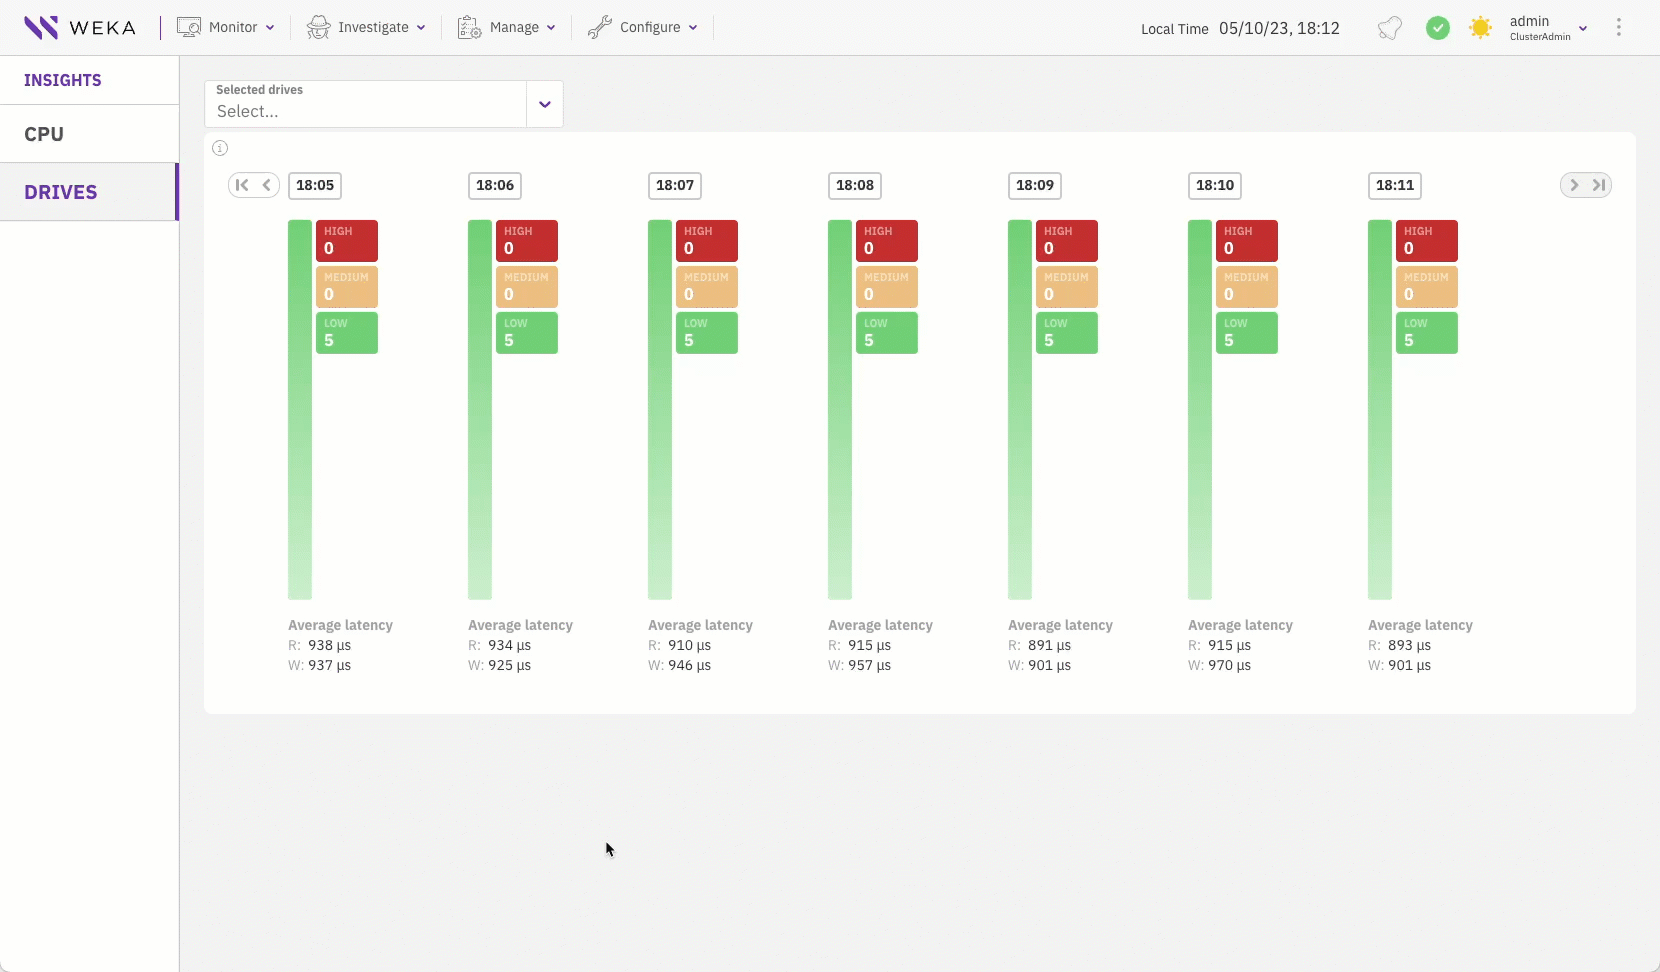 WEKA
Monitor
Investigate
Manage
Configure
Local Time 05/10/23, 18:12
admin
ClusterAdmin
INSIGHTS
CPU
DRIVES
Selected drives
Select...
18:05
HIGH
0
MEDIUM
0
LOW
5
Average latency
R: 938 µs
W: 937 µs
18:06
HIGH
0
MEDIUM
0
LOW
5
Average latency
R: 934 µs
W: 925 µs
18:07
HIGH
0
MEDIUM
0
LOW
5
Average latency
R: 910 µs
W: 946 µs
18:08
HIGH
0
MEDIUM
0
LOW
5
Average latency
R: 915 µs
W: 957 µs
18:09
HIGH
0
MEDIUM
0
LOW
5
Average latency
R: 891 µs
W: 901 µs
18:10
HIGH
0
MEDIUM
0
LOW
5
Average latency
R: 915 µs
W: 970 µs
18:11
HIGH
0
MEDIUM
0
LOW
5
Average latency
R: 893 µs
W: 901 µs